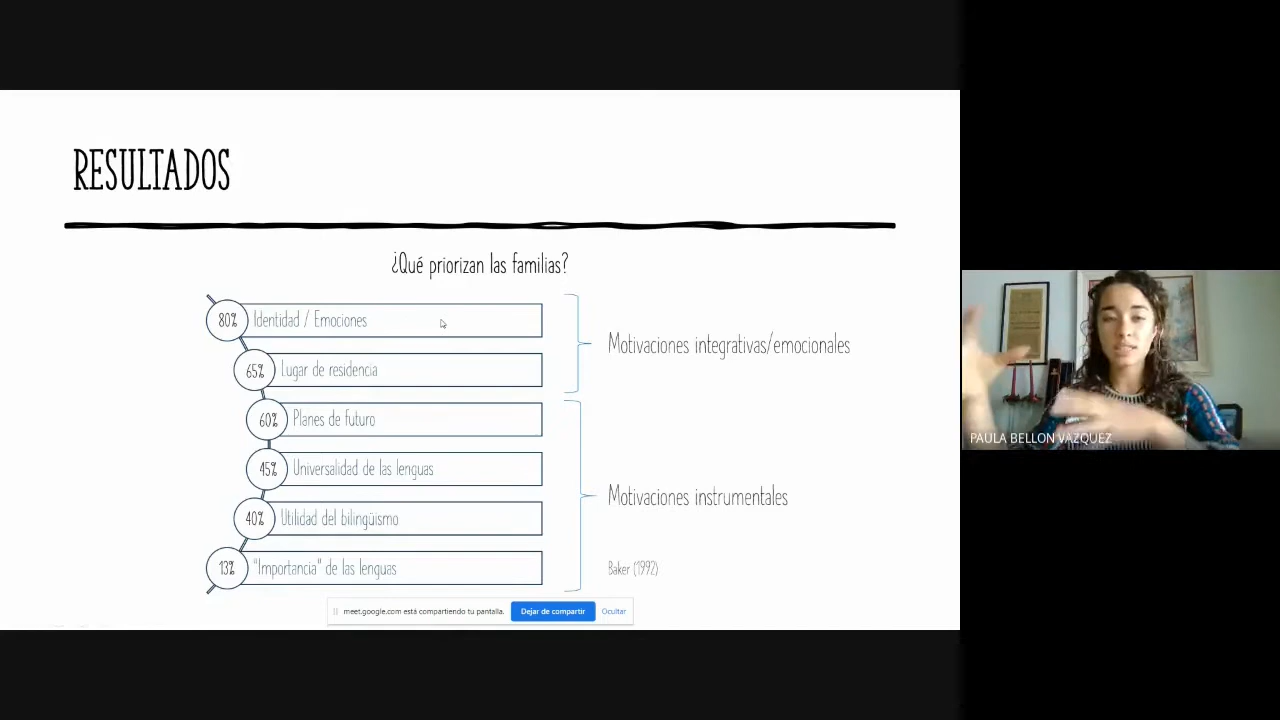 RESULTADOS
¿Qué priorizan las familias?
80% Identidad / Emociones
65% Lugar de residencia
Motivaciones integrativas/emocionales
60% Planes de futuro
45% Universalidad de las lenguas
40% Utilidad del bilingüismo
13% "Importancia" de las lenguas
Motivaciones instrumentales
Baker (1992)
meet.google.com está compartiendo tu pantalla. Dejar de compartir Ocultar
PAULA BELLON VAZQUEZ